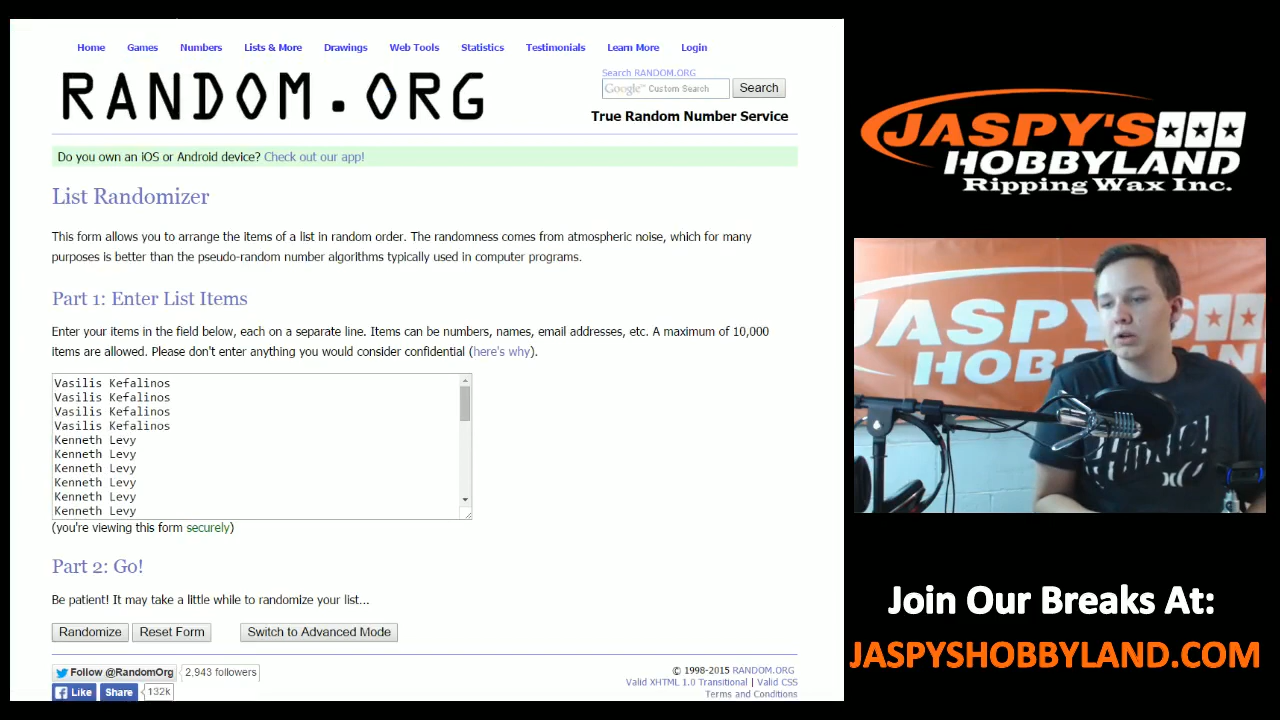 Home Games Numbers Lists & More Drawings Web Tools Statistics Testimonials Learn More Login
RANDOM.ORG
Search RANDOM.ORG
Google™ Custom Search Search
True Random Number Service
Do you own an iOS or Android device? Check out our app!
List Randomizer
This form allows you to arrange the items of a list in random order. The randomness comes from atmospheric noise, which for many
purposes is better than the pseudo-random number algorithms typically used in computer programs.
Part 1: Enter List Items
Enter your items in the field below, each on a separate line. Items can be numbers, names, email addresses, etc. A maximum of 10,000
items are allowed. Please don't enter anything you would consider confidential (here's why).
Vasilis Kefalinos
Vasilis Kefalinos
Vasilis Kefalinos
Vasilis Kefalinos
Kenneth Levy
Kenneth Levy
Kenneth Levy
Kenneth Levy
Kenneth Levy
Kenneth Levy
(you're viewing this form securely)
Part 2: Go!
Be patient! It may take a little while to randomize your list...
Randomize Reset Form Switch to Advanced Mode
Follow @RandomOrg 2,943 followers
Like Share 132k
© 1998-2015 RANDOM.ORG
Valid XHTML 1.0 Transitional | Valid CSS
Terms and Conditions
JASPY'S
HOBBYLAND
Ripping Wax Inc.
JASPY'S
HOBBY
Join Our Breaks At:
JASPYSHOBBYLAND.COM